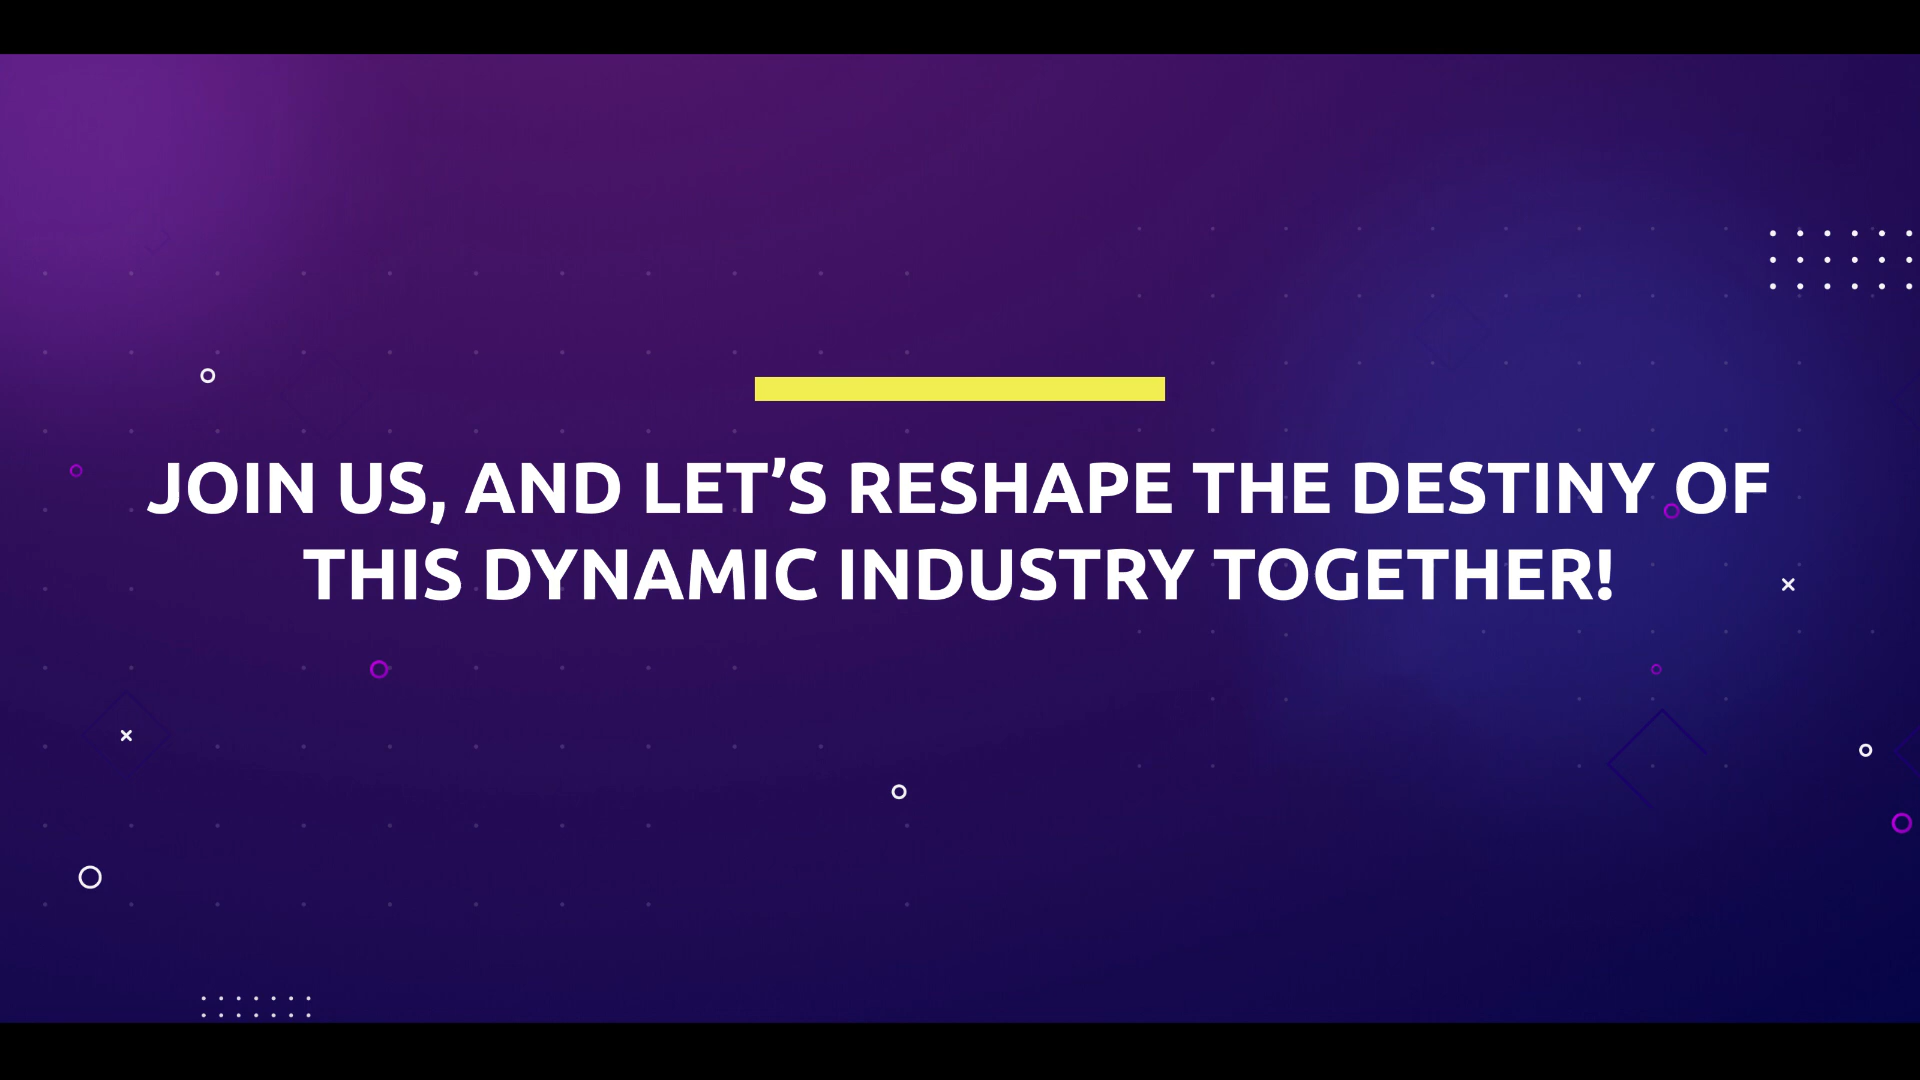 JOIN US, AND LET’S RESHAPE THE DESTINY OF
THIS DYNAMIC INDUSTRY TOGETHER!